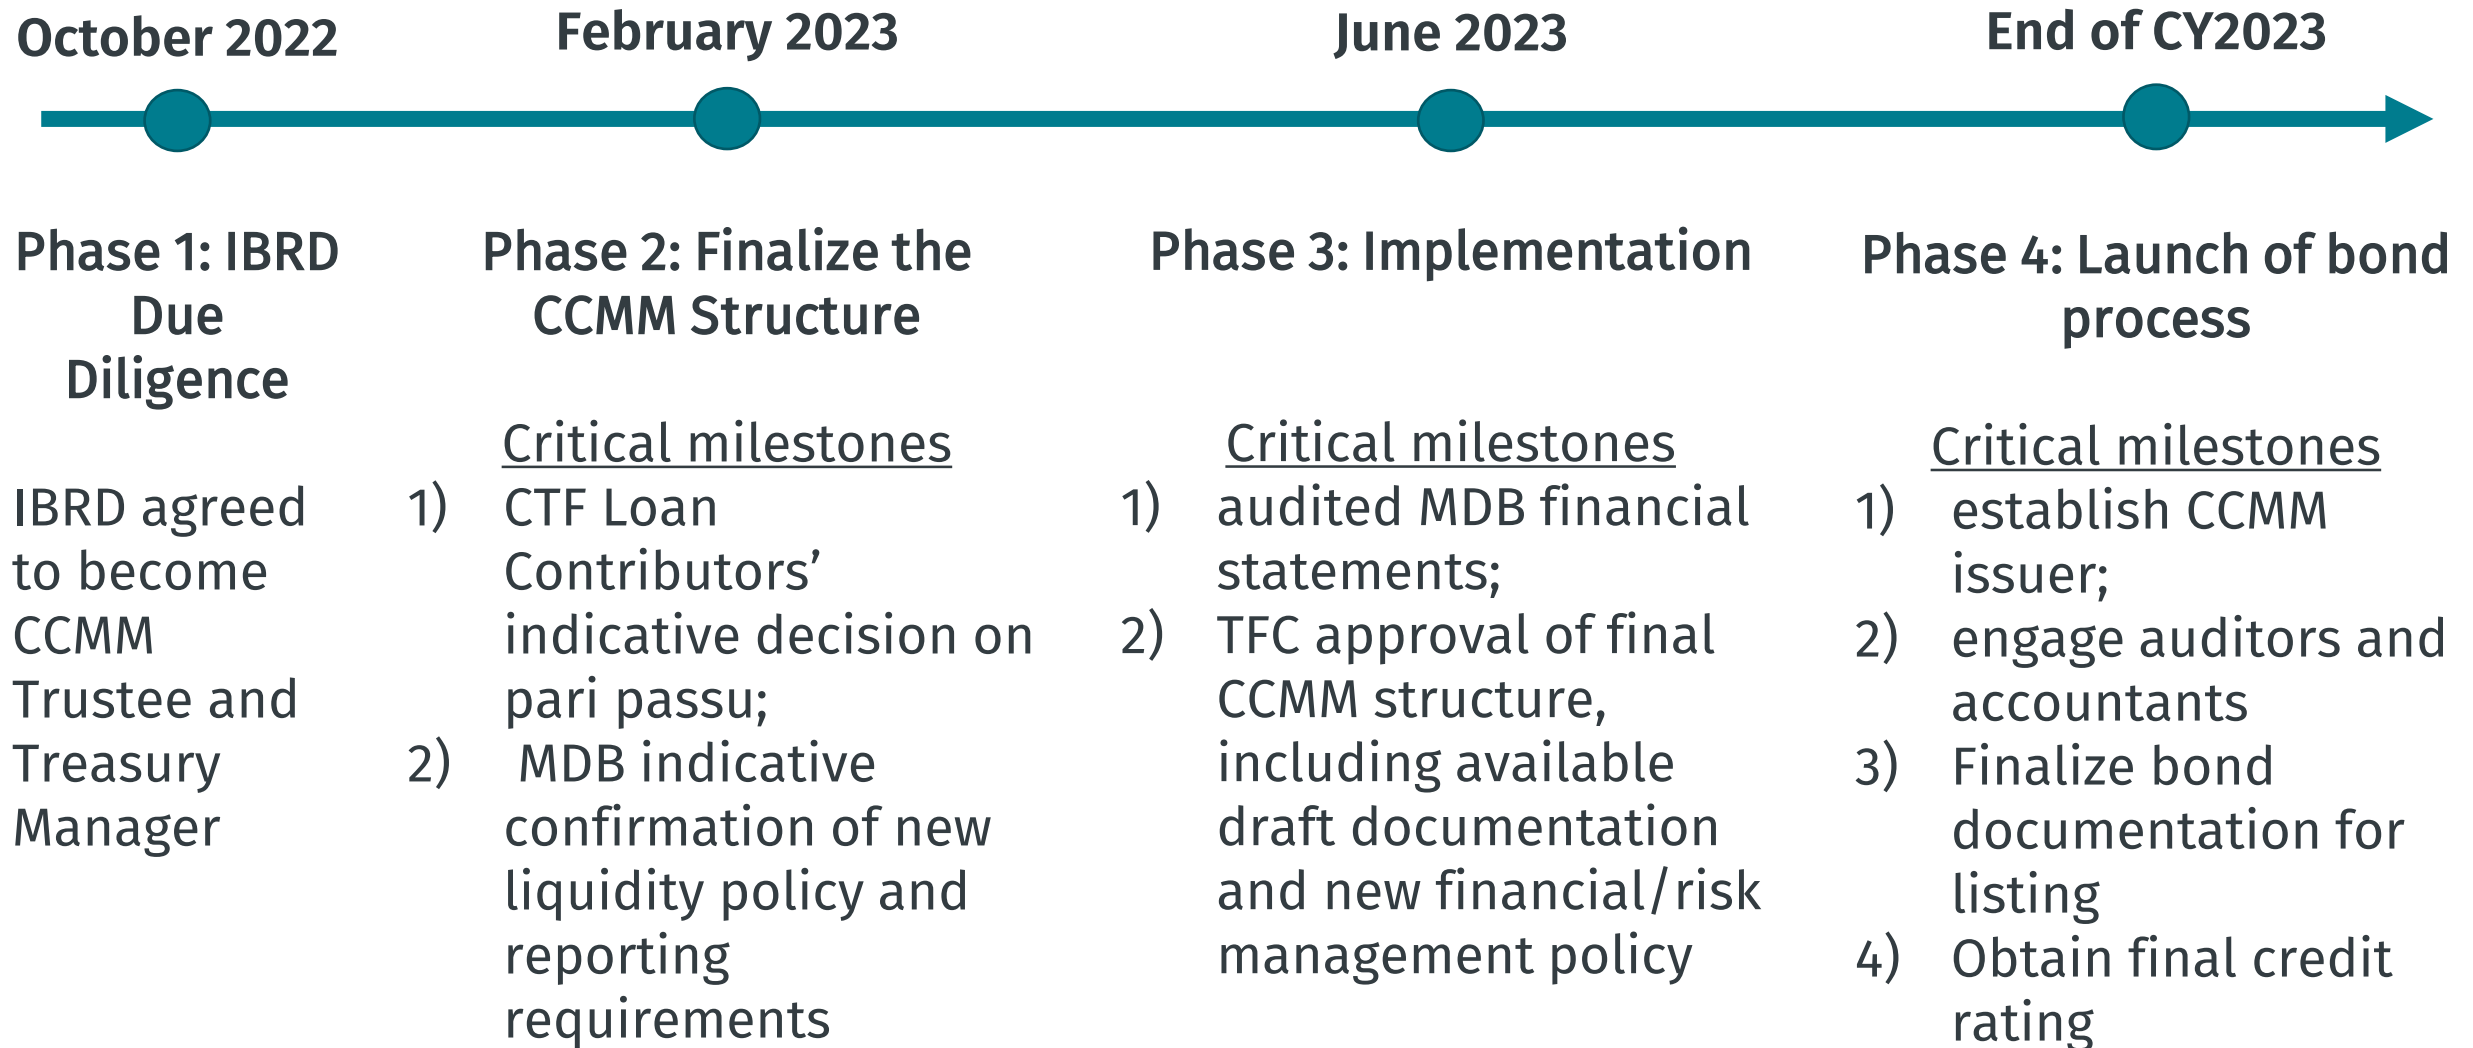 October 2022
February 2023
June 2023
End of CY2023
Phase 1: IBRD
Due
Diligence
IBRD agreed
to become
CCMM
Trustee and
Treasury
Manager
Phase 2: Finalize the
CCMM Structure
Critical milestones
1) CTF Loan
Contributors’
indicative decision on
pari passu;
2) MDB indicative
confirmation of new
liquidity policy and
reporting
requirements
Phase 3: Implementation
Critical milestones
1) audited MDB financial
statements;
2) TFC approval of final
CCMM structure,
including available
draft documentation
and new financial/risk
management policy
Phase 4: Launch of bond
process
Critical milestones
1) establish CCMM
issuer;
2) engage auditors and
accountants
3) Finalize bond
documentation for
listing
4) Obtain final credit
rating